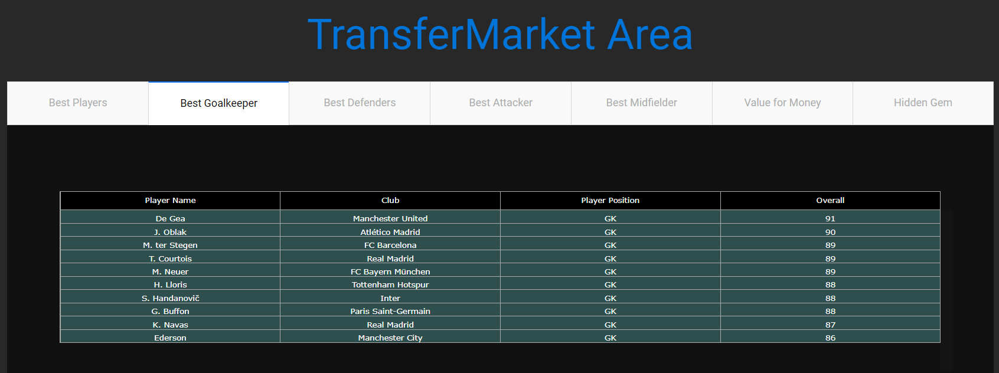 TransferMarket Area
Best Players Best Goalkeeper Best Defenders Best Attacker Best Midfielder Value for Money Hidden Gem
Player Name Club Player Position Overall
De Gea Manchester United GK 91
J. Oblak Atlético Madrid GK 90
M. ter Stegen FC Barcelona GK 89
T. Courtois Real Madrid GK 89
M. Neuer FC Bayern München GK 89
H. Lloris Tottenham Hotspur GK 88
S. Handanovič Inter GK 88
G. Buffon Paris Saint-Germain GK 88
K. Navas Real Madrid GK 87
Ederson Manchester City GK 86